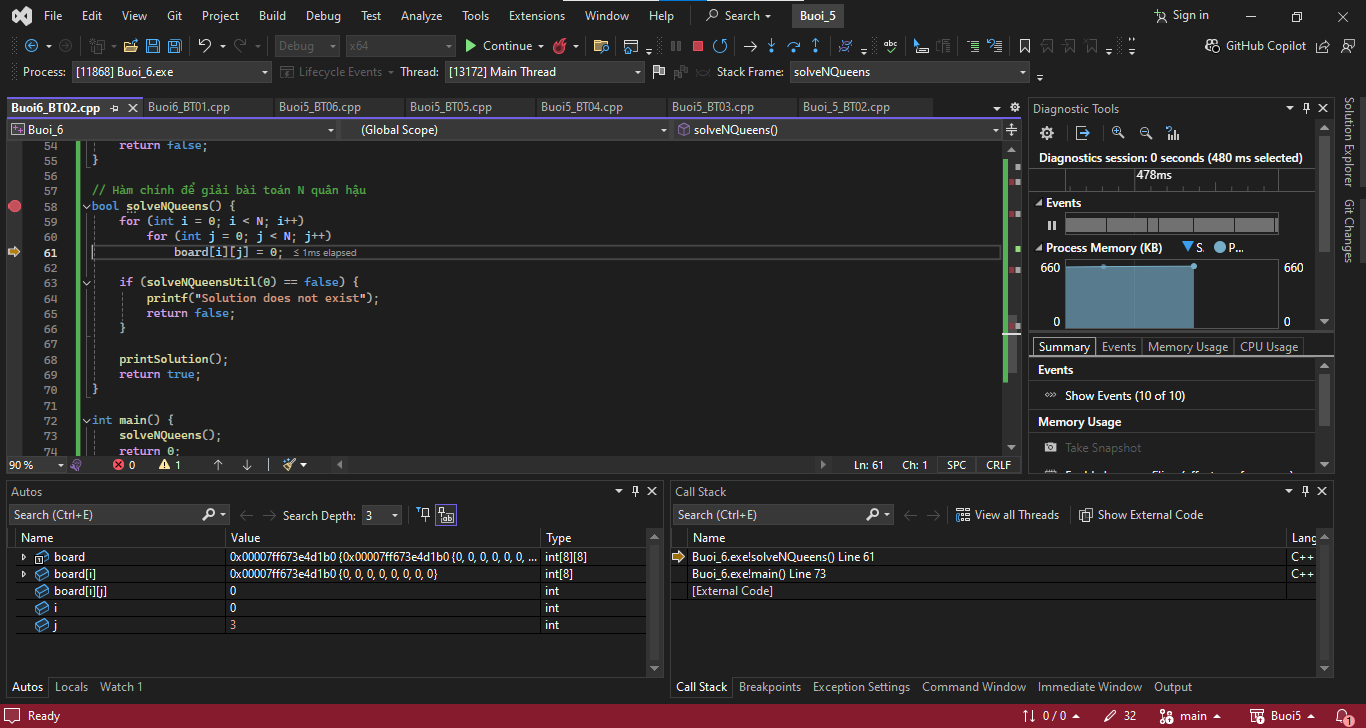 File Edit View Git Project Build Debug Test Analyze Tools Extensions Window Help Search Buoi_5 Sign in
Debug x64 Continue GitHub Copilot
Process: [11868] Buoi_6.exe Lifecycle Events Thread: [13172] Main Thread Stack Frame: solveNQueens
Buoi6_BT02.cpp Buoi6_BT01.cpp Buoi5_BT06.cpp Buoi5_BT05.cpp Buoi5_BT04.cpp Buoi5_BT03.cpp Buoi_5_BT02.cpp
Buoi_6 (Global Scope) solveNQueens()
54 return false;
55 }
56
57 // Hàm chính để giải bài toán N quân hậu
58 bool solveNQueens() {
59 for (int i = 0; i < N; i++)
60 for (int j = 0; j < N; j++)
61 board[i][j] = 0; ≤ 1ms elapsed
62
63 if (solveNQueensUtil(0) == false) {
64 printf("Solution does not exist");
65 return false;
66 }
67
68 printSolution();
69 return true;
70 }
71
72 int main() {
73 solveNQueens();
74 return 0;
90 % 0 1 Ln: 61 Ch: 1 SPC CRLF
Diagnostic Tools
Diagnostics session: 0 seconds (480 ms selected)
478ms
Events
Process Memory (KB) S. P...
660 660
0 0
Summary Events Memory Usage CPU Usage
Events
Show Events (10 of 10)
Memory Usage
Take Snapshot
Solution Explorer
Git Changes
Autos
Search (Ctrl+E) Search Depth: 3
Name Value Type
board 0x00007ff673e4d1b0 {0x00007ff673e4d1b0 {0, 0, 0, 0, 0, 0, ... int[8][8]
board[i] 0x00007ff673e4d1b0 {0, 0, 0, 0, 0, 0, 0, 0} int[8]
board[i][j] 0 int
i 0 int
j 3 int
Autos Locals Watch 1
Call Stack
Search (Ctrl+E) View all Threads Show External Code
Name Lang
Buoi_6.exe!solveNQueens() Line 61 C++
Buoi_6.exe!main() Line 73 C++
[External Code]
Call Stack Breakpoints Exception Settings Command Window Immediate Window Output
Ready 0 / 0 32 main Buoi5 1